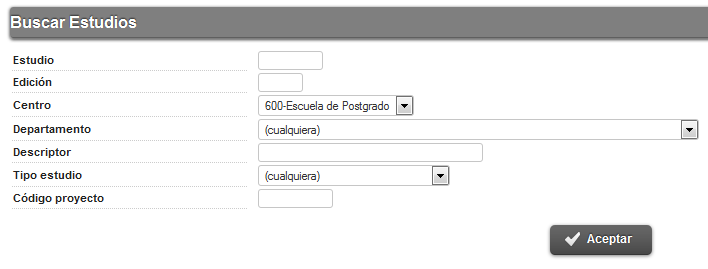 Buscar Estudios
Estudio
Edición
Centro 600-Escuela de Postgrado
Departamento (cualquiera)
Descriptor
Tipo estudio (cualquiera)
Código proyecto
Aceptar